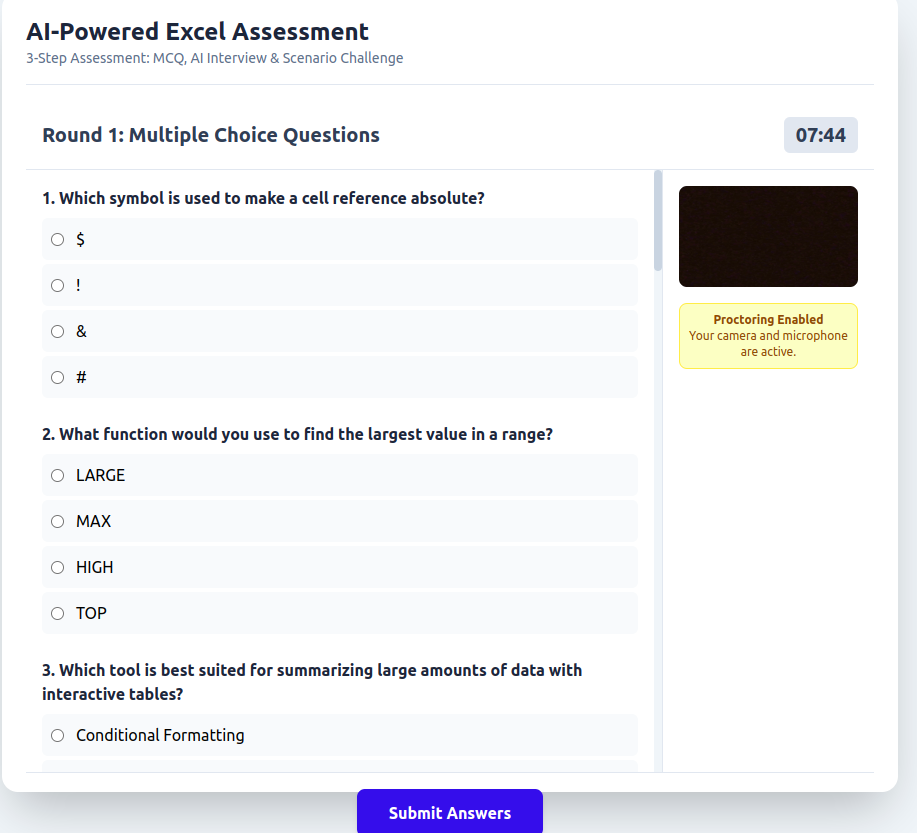 AI-Powered Excel Assessment
3-Step Assessment: MCQ, AI Interview & Scenario Challenge
Round 1: Multiple Choice Questions
07:44
1. Which symbol is used to make a cell reference absolute?
$
!
&
#
2. What function would you use to find the largest value in a range?
LARGE
MAX
HIGH
TOP
3. Which tool is best suited for summarizing large amounts of data with
interactive tables?
Conditional Formatting
Proctoring Enabled
Your camera and microphone
are active.
Submit Answers